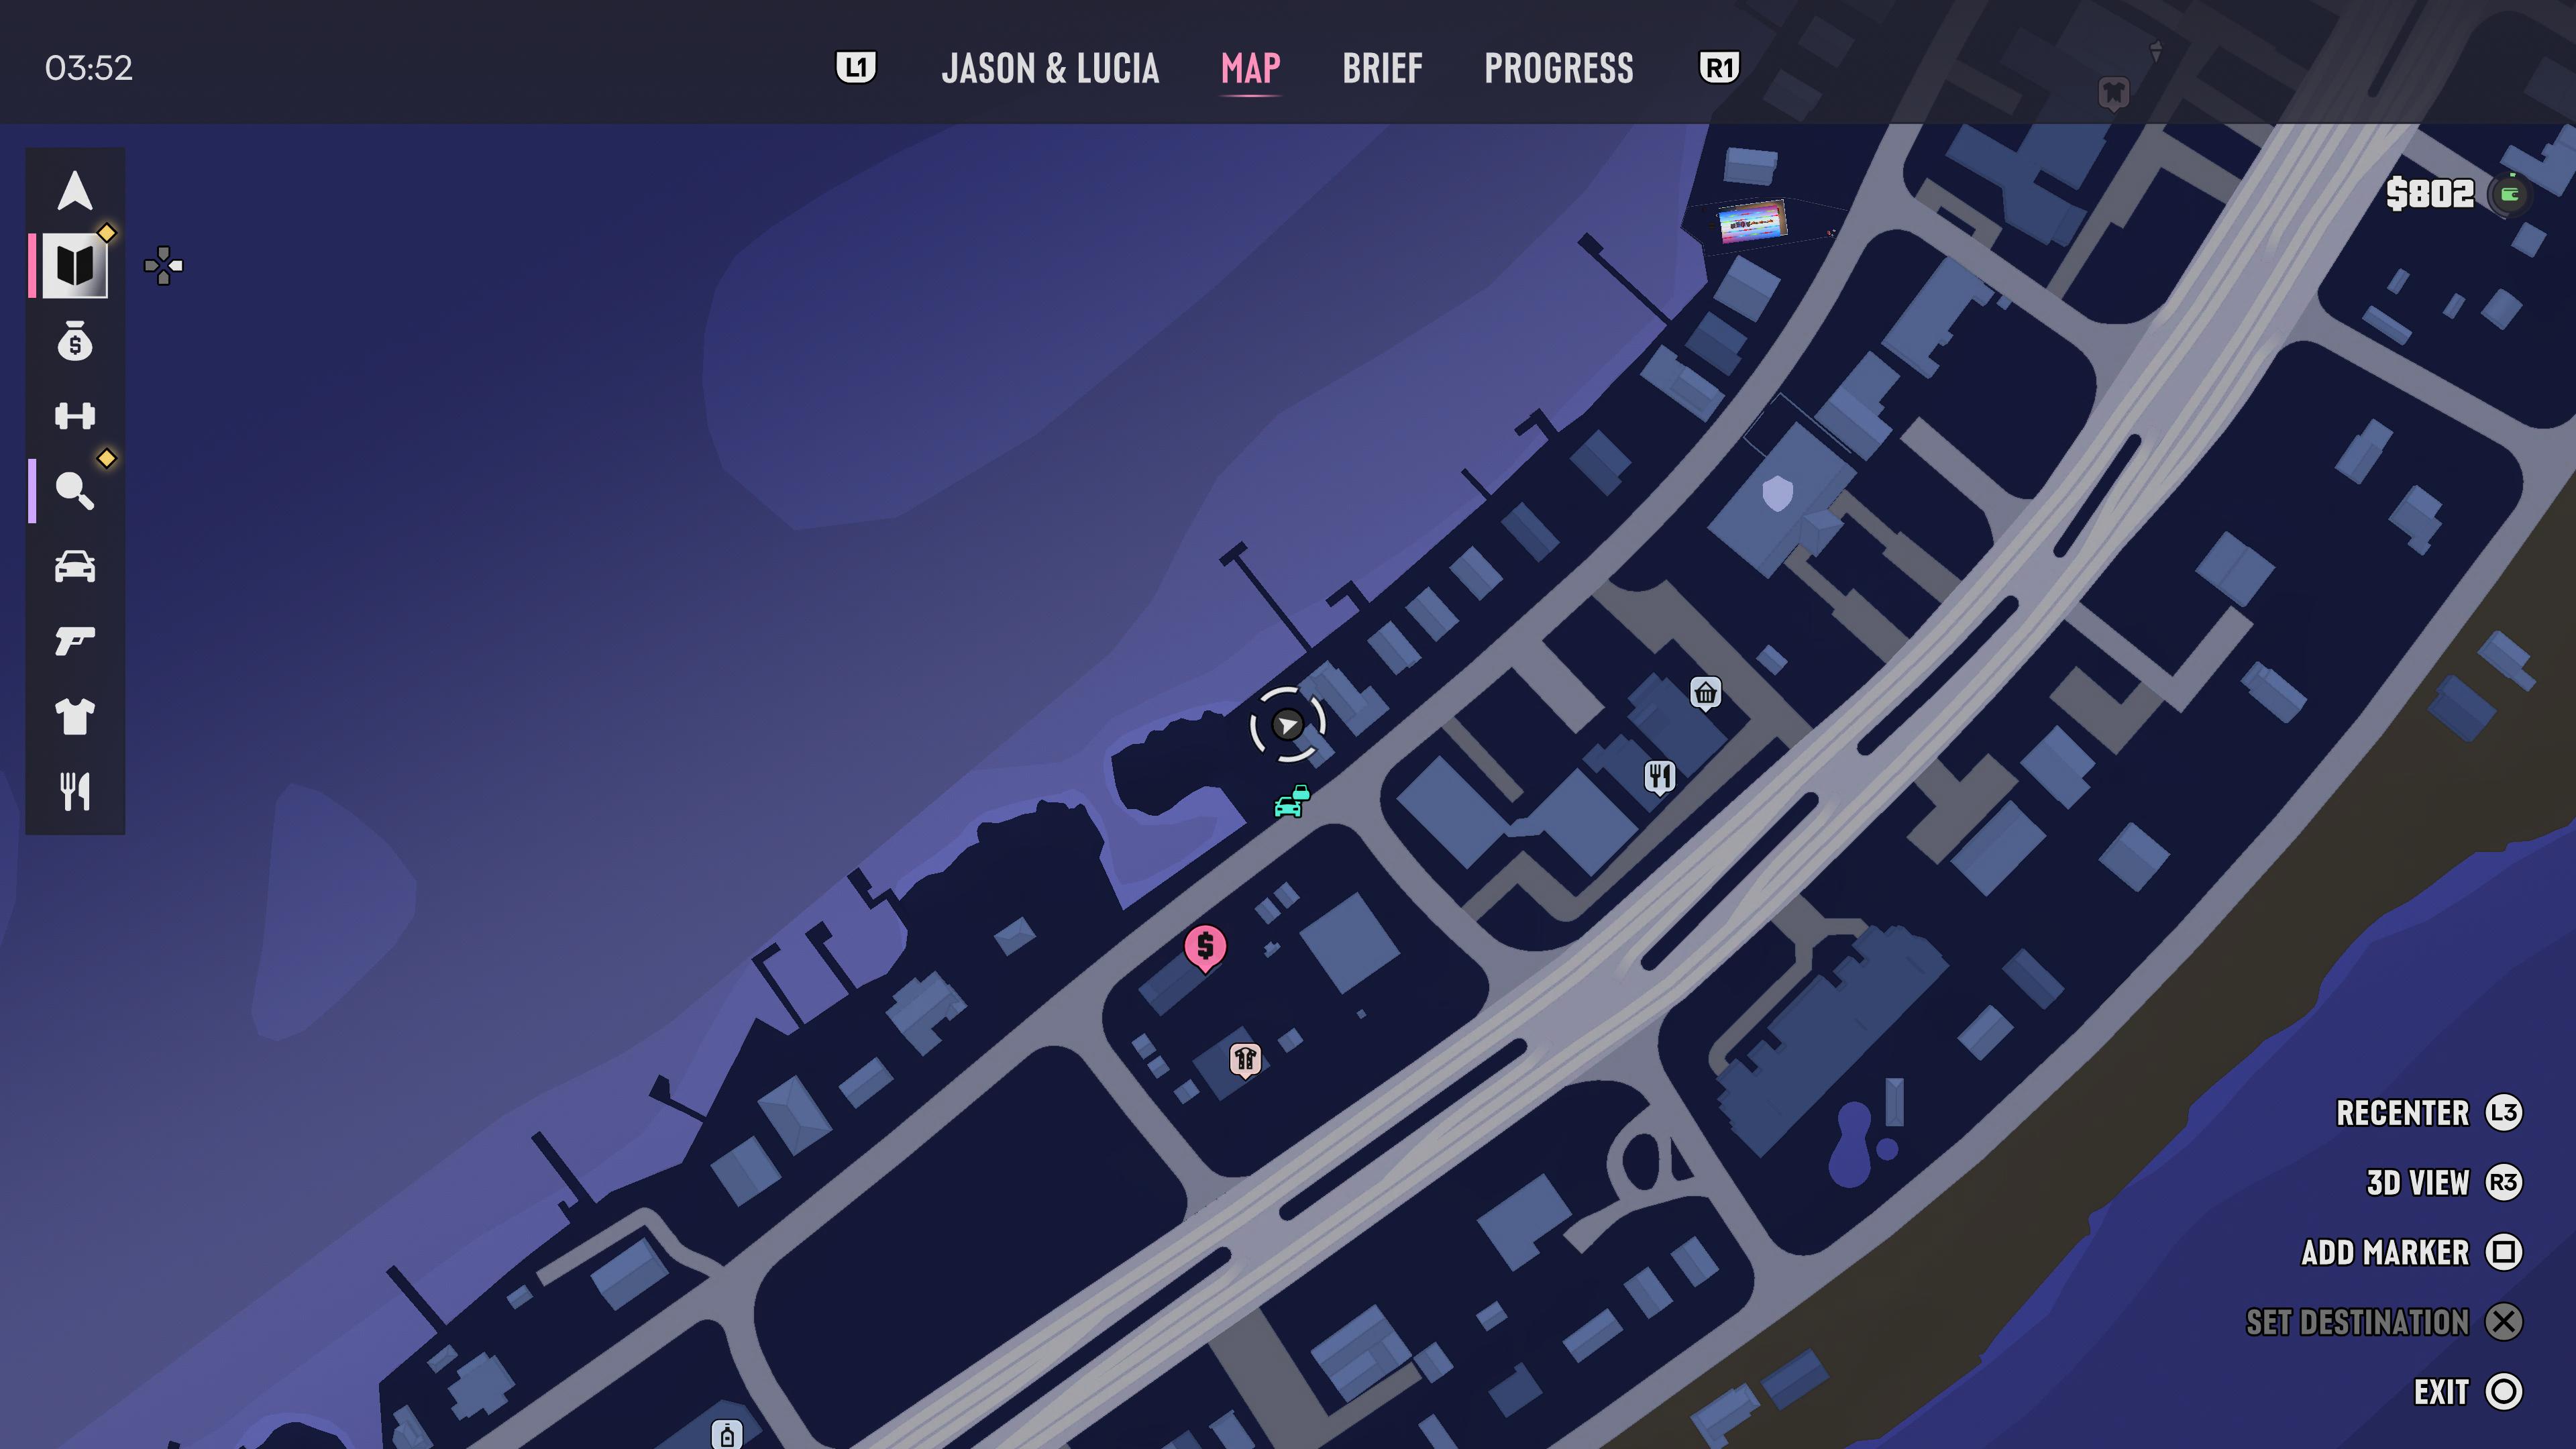 03:52
L1 JASON & LUCIA MAP BRIEF PROGRESS R1
$802
RECENTER L3
3D VIEW R3
ADD MARKER
SET DESTINATION
EXIT